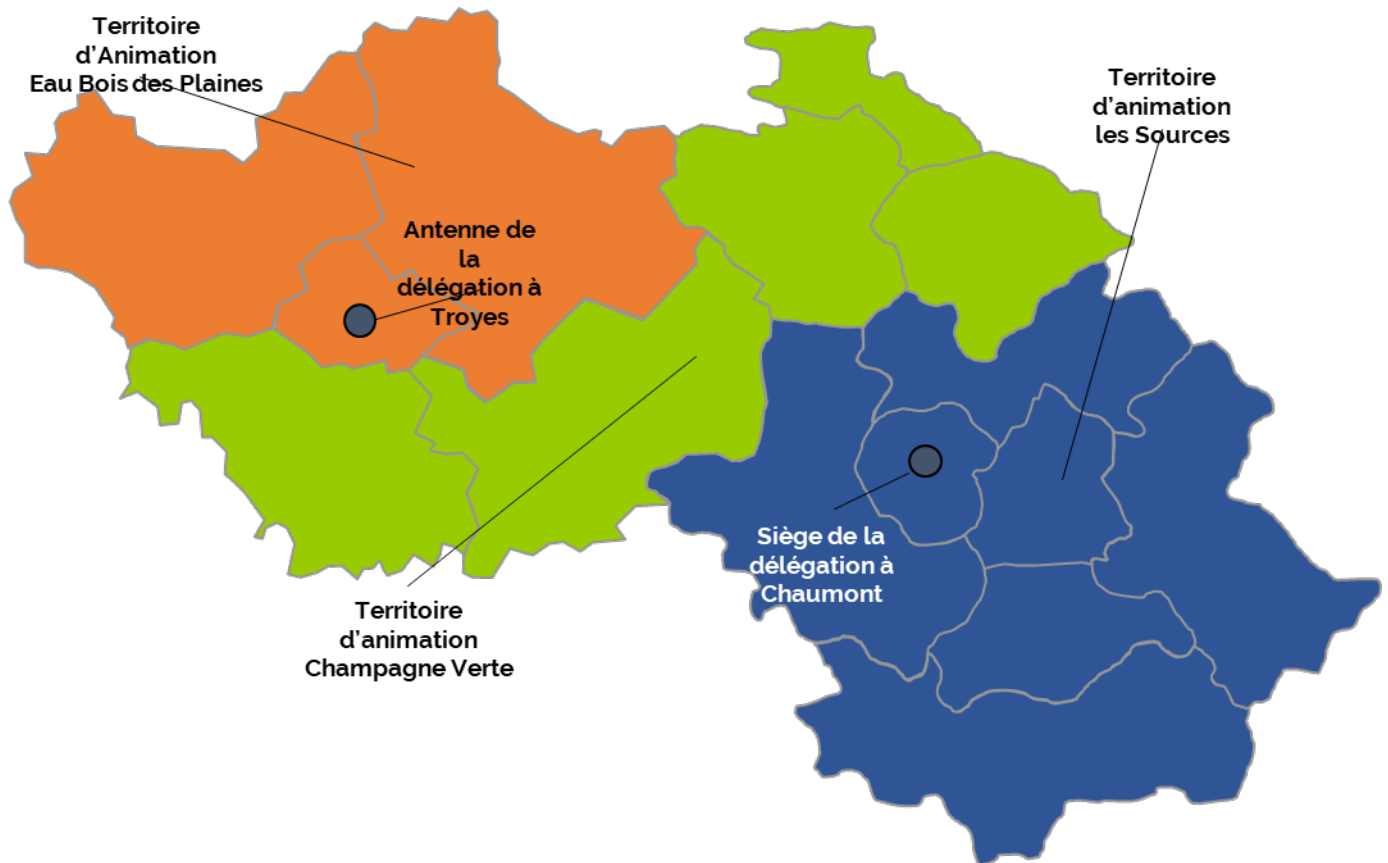 Territoire
d’Animation
Eau Bois des Plaines
Territoire
d’animation
les Sources
Antenne de
la
délégation à
Troyes
Siège de la
délégation à
Chaumont
Territoire
d’animation
Champagne Verte